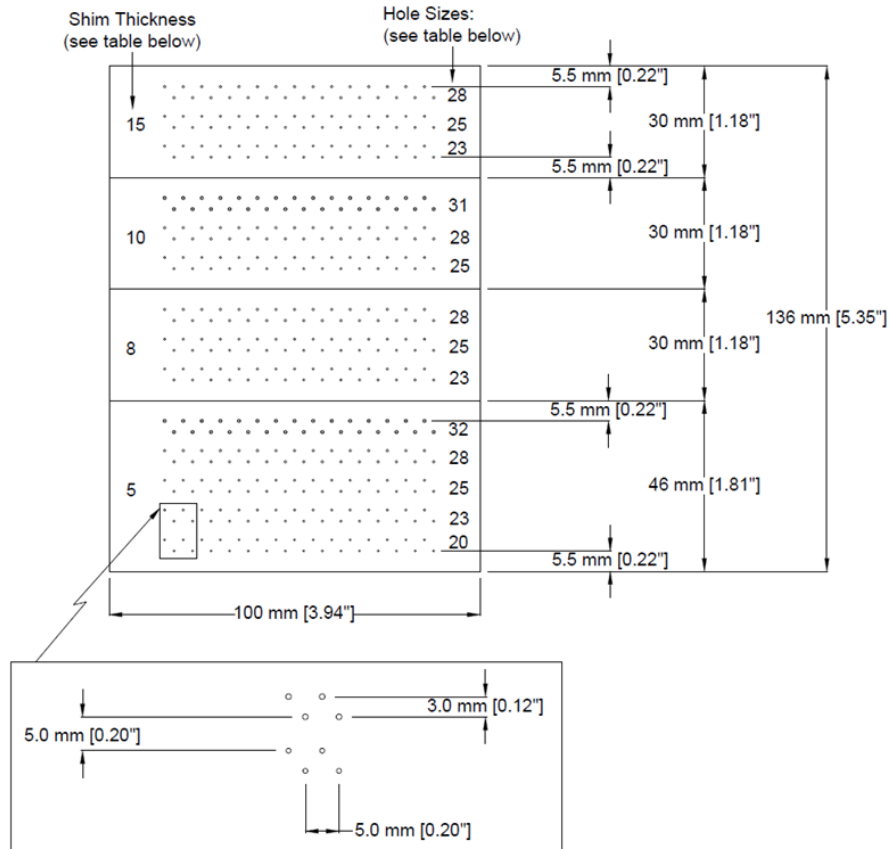 Shim Thickness
(see table below)
Hole Sizes:
(see table below)
5.5 mm [0.22"]
28
15
25
30 mm [1.18"]
23
5.5 mm [0.22"]
31
10
28
30 mm [1.18"]
25
28
136 mm [5.35"]
8
25
30 mm [1.18"]
23
5.5 mm [0.22"]
32
28
5
25
46 mm [1.81"]
23
20
5.5 mm [0.22"]
100 mm [3.94"]
3.0 mm [0.12"]
5.0 mm [0.20"]
5.0 mm [0.20"]